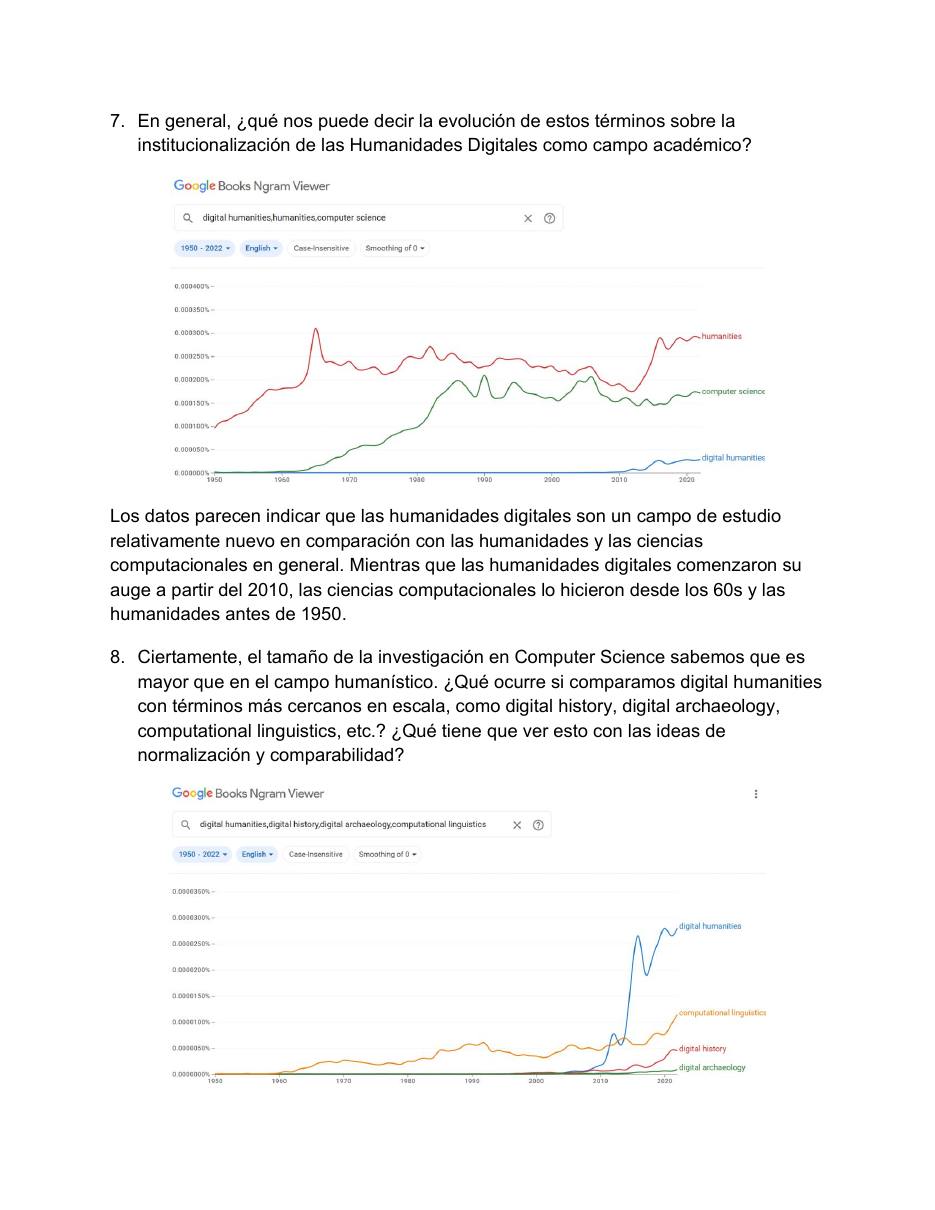 7. En general, ¿qué nos puede decir la evolución de estos términos sobre la
institucionalización de las Humanidades Digitales como campo académico?
Google Books Ngram Viewer
digital humanities,humanities,computer science
1950 - 2022 English Case-Insensitive Smoothing of 0
0.000400%
0.000350%
0.000300%
humanities
0.000250%
0.000200%
computer science
0.000150%
0.000100%
0.000050%
digital humanities
0.000000%
1950 1960 1970 1980 1990 2000 2010 2020
Los datos parecen indicar que las humanidades digitales son un campo de estudio
relativamente nuevo en comparación con las humanidades y las ciencias
computacionales en general. Mientras que las humanidades digitales comenzaron su
auge a partir del 2010, las ciencias computacionales lo hicieron desde los 60s y las
humanidades antes de 1950.
8. Ciertamente, el tamaño de la investigación en Computer Science sabemos que es
mayor que en el campo humanístico. ¿Qué ocurre si comparamos digital humanities
con términos más cercanos en escala, como digital history, digital archaeology,
computational linguistics, etc.? ¿Qué tiene que ver esto con las ideas de
normalización y comparabilidad?
Google Books Ngram Viewer
digital humanities,digital history,digital archaeology,computational linguistics
1950 - 2022 English Case-Insensitive Smoothing of 0
0.0000350%
0.0000300%
digital humanities
0.0000250%
0.0000200%
0.0000150%
computational linguistics
0.0000100%
0.0000050%
digital history
digital archaeology
0.0000000%
1950 1960 1970 1980 1990 2000 2010 2020